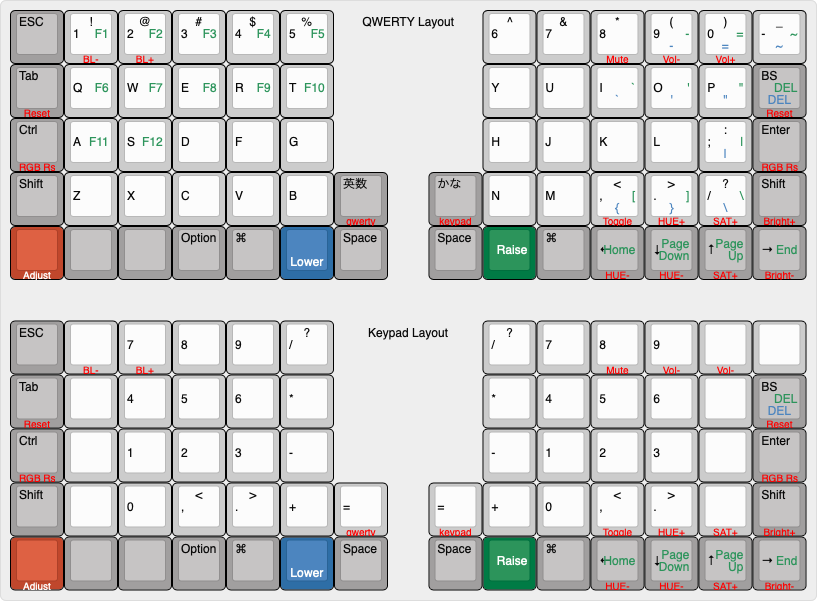 QWERTY Layout
ESC ! 1 F1 BL- @ 2 F2 BL+ # 3 F3 $ 4 F4 % 5 F5
^ 6 & 7 * 8 Mute ( 9 - - Vol- ) 0 = = Vol+ _ - ~ ~
Tab Reset Q F6 W F7 E F8 R F9 T F10
Y U I ` ` O ' ' P " " BS DEL DEL Reset
Ctrl RGB Rs A F11 S F12 D F G
H J K L : ; | | Enter RGB Rs
Shift Z X C V B 英数 qwerty
かな keypad N M < , [ { Toggle > . ] } HUE+ ? / \ \ SAT+ Shift Bright+
Adjust Option ⌘ Lower Space
Space Raise ⌘ ←Home HUE- ↓Page Down HUE- ↑Page Up SAT+ → End Bright-
Keypad Layout
ESC BL- 7 BL+ 8 9 ? /
? / 7 8 Mute 9 Vol- Vol-
Tab Reset 4 5 6 *
* 4 5 6 BS DEL DEL Reset
Ctrl RGB Rs 1 2 3 -
- 1 2 3 Enter RGB Rs
Shift 0 < , > . + = qwerty
= keypad + 0 < , Toggle > . HUE+ SAT+ Shift Bright+
Adjust Option ⌘ Lower Space
Space Raise ⌘ ←Home HUE- ↓Page Down HUE- ↑Page Up SAT+ → End Bright-